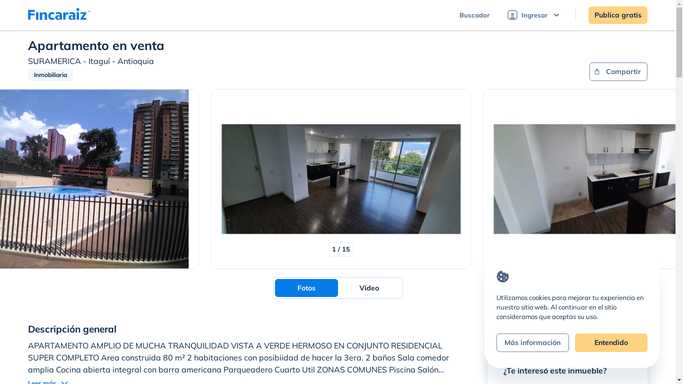 Fincaraiz
Buscador
Ingresar
Publica gratis
Apartamento en venta
SURAMERICA - Itaguí - Antioquia
Inmobiliaria
Compartir
1 / 15
Fotos
Video
Utilizamos cookies para mejorar tu experiencia en
nuestro sitio web. Al continuar en el sitio
consideramos que aceptas su uso.
Más información
Entendido
Descripción general
APARTAMENTO AMPLIO DE MUCHA TRANQUILIDAD VISTA A VERDE HERMOSO EN CONJUNTO RESIDENCIAL
SUPER COMPLETO Area construida 80 m² 2 habitaciones con posibiidad de hacer la 3era. 2 baños Sala comedor
amplia Cocina abierta integral con barra americana Parqueadero Cuarto Util ZONAS COMUNES Piscina Salón...
Leer más
¿Te interesó este inmueble?